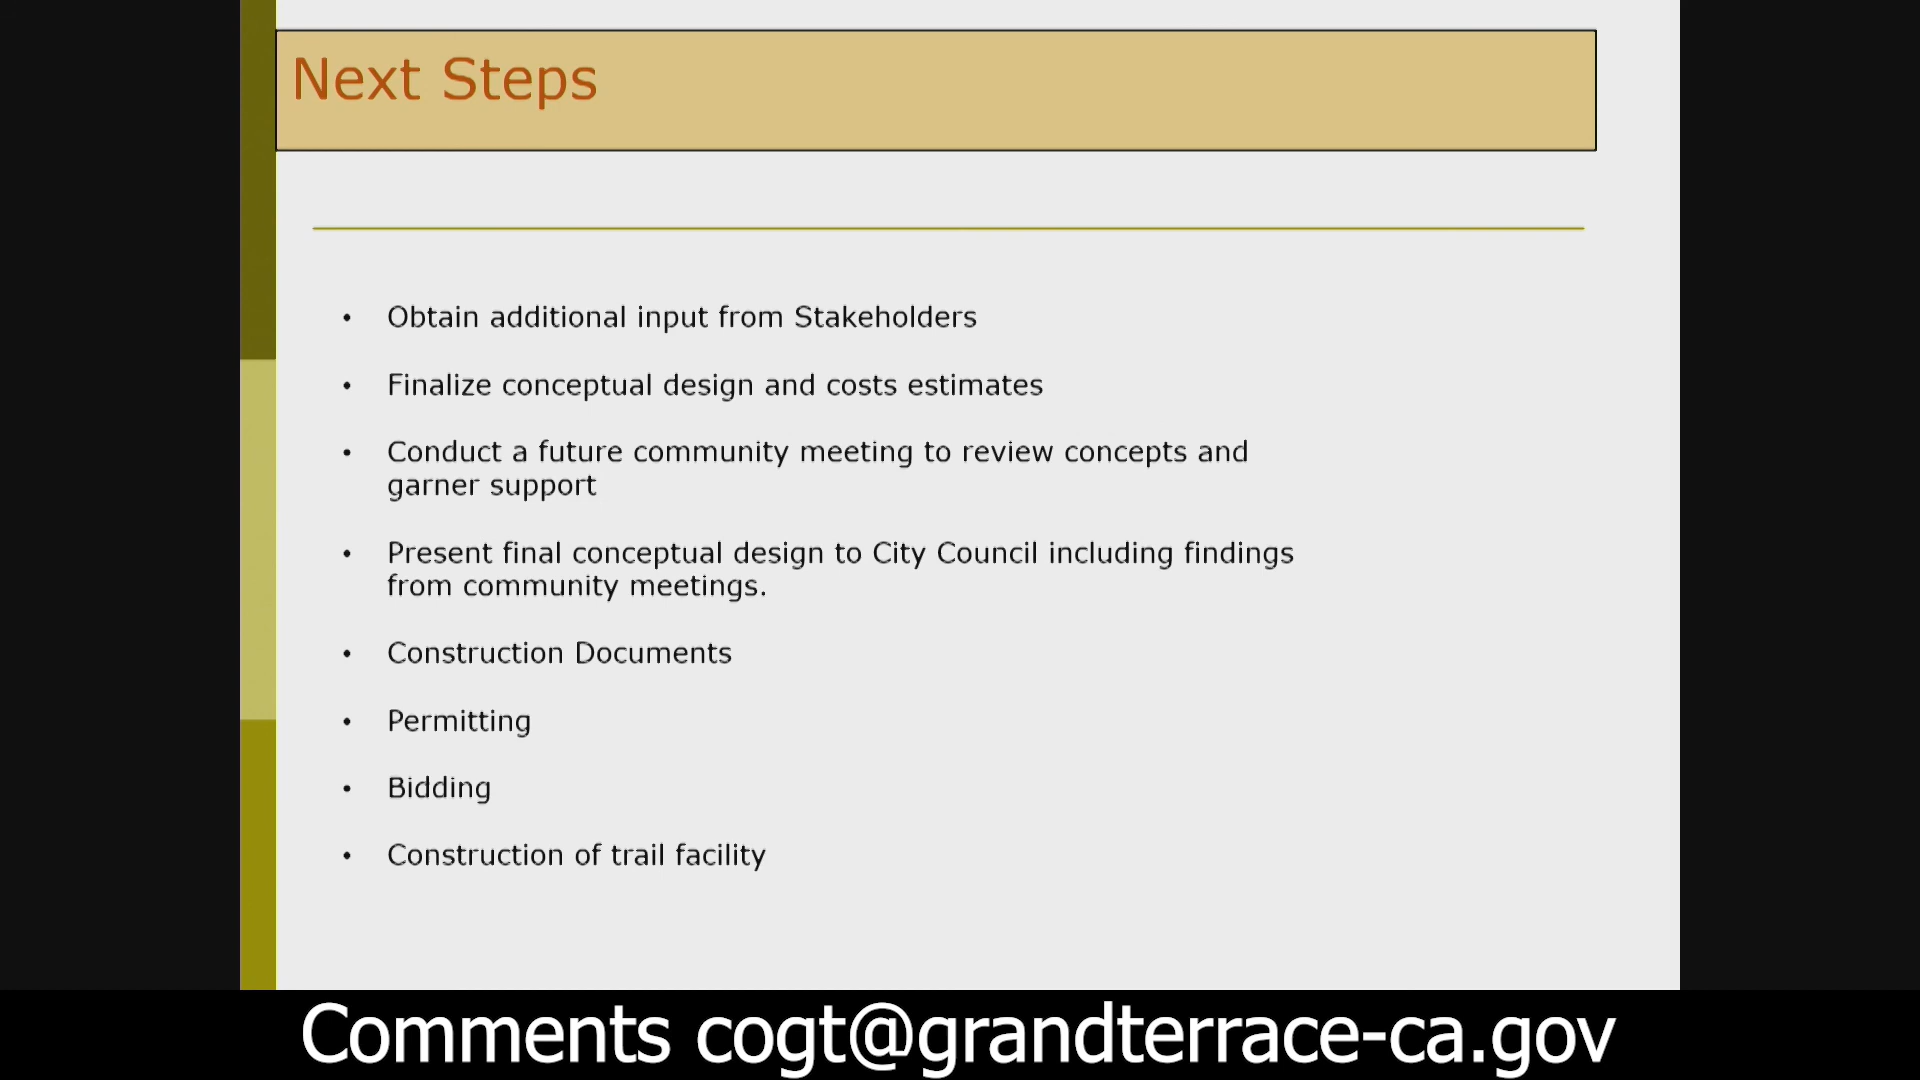 Next Steps
• Obtain additional input from Stakeholders
• Finalize conceptual design and costs estimates
• Conduct a future community meeting to review concepts and
garner support
• Present final conceptual design to City Council including findings
from community meetings.
• Construction Documents
• Permitting
• Bidding
• Construction of trail facility
Comments cogt@grandterrace-ca.gov